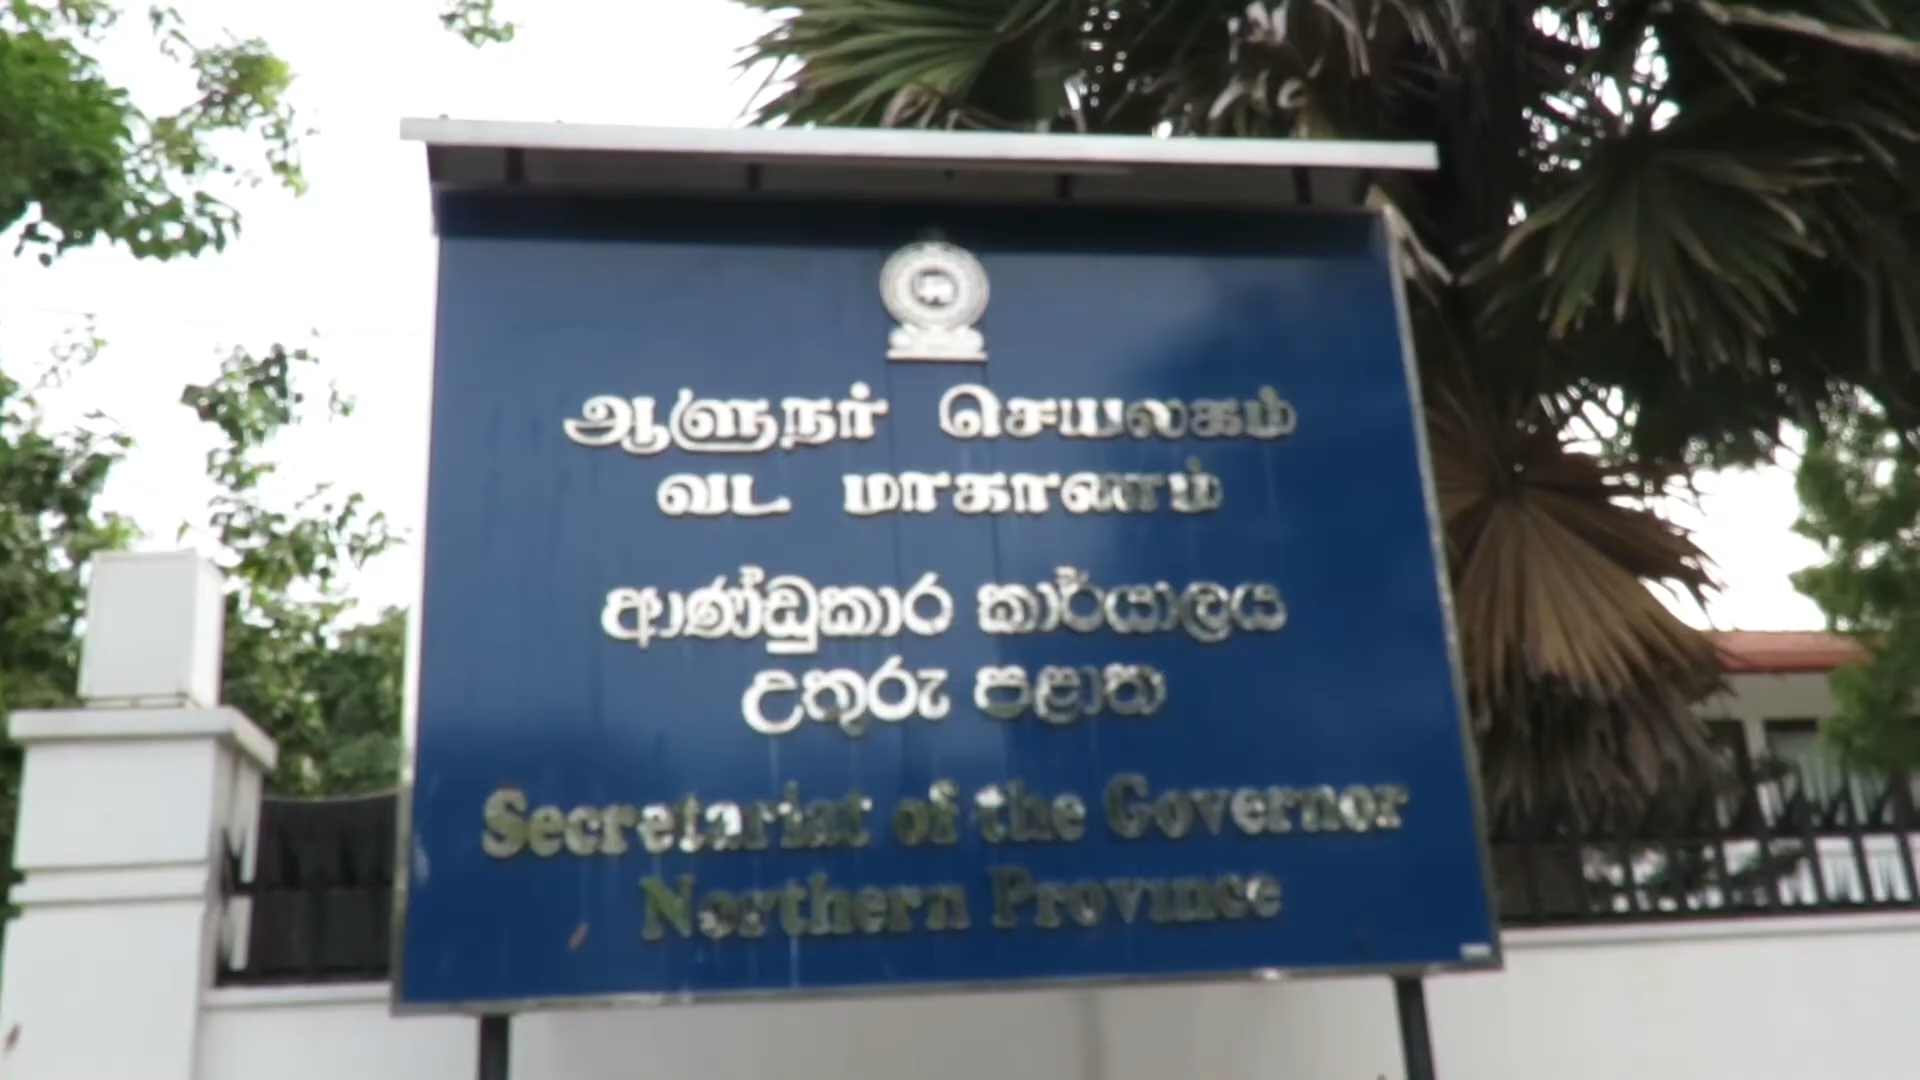 ஆளுநர் செயலகம்
வட மாகாணம்
ආණ්ඩුකාර කාර්යාලය
උතුරු පළාත
Secretariat of the Governor
Northern Province